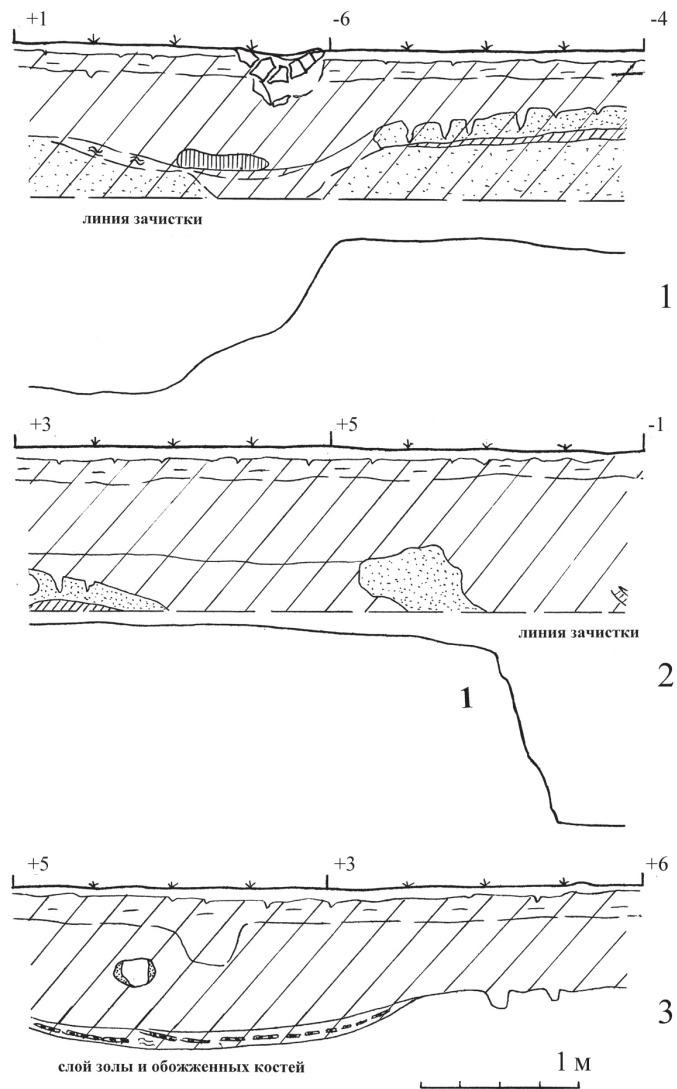 +1 -6 -4
линия зачистки
1
+3 +5 -1
линия зачистки
2
1
+5 +3 +6
3
слой золы и обожженных костей
1 м